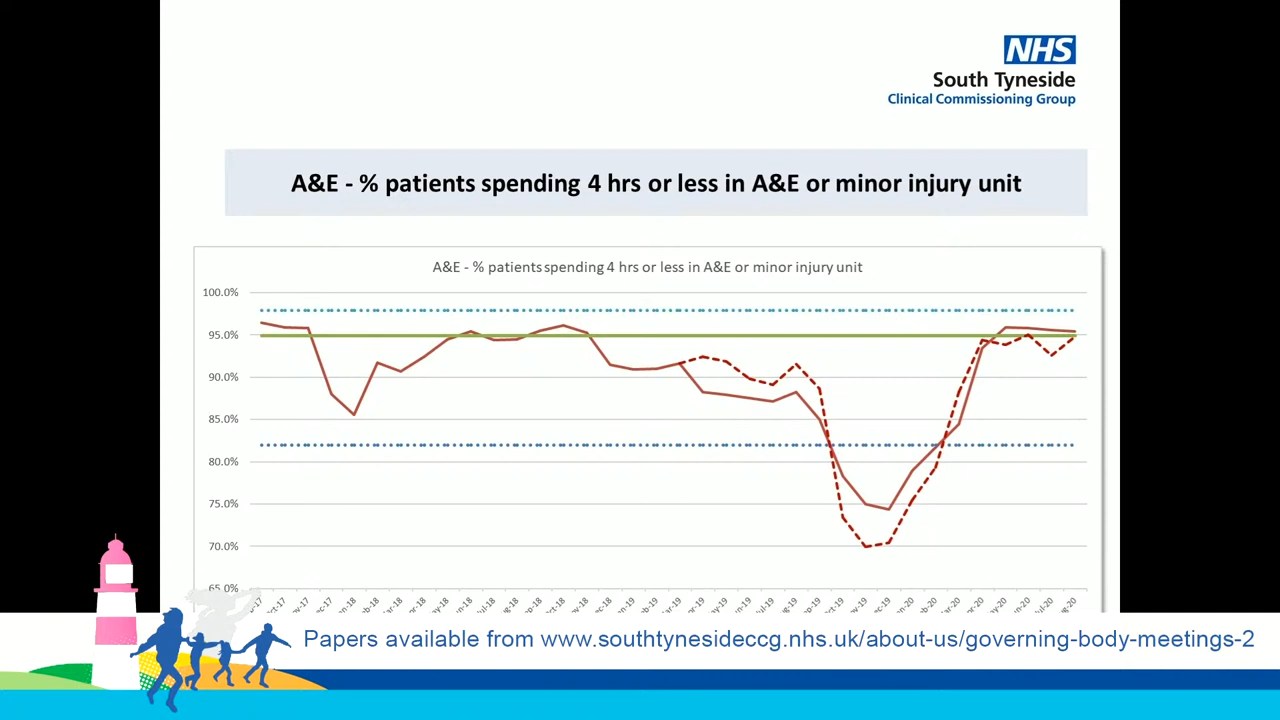 NHS
South Tyneside
Clinical Commissioning Group
A&E - % patients spending 4 hrs or less in A&E or minor injury unit
A&E - % patients spending 4 hrs or less in A&E or minor injury unit
100.0%
95.0%
90.0%
85.0%
80.0%
75.0%
70.0%
65.0%
Papers available from www.southtynesideccg.nhs.uk/about-us/governing-body-meetings-2